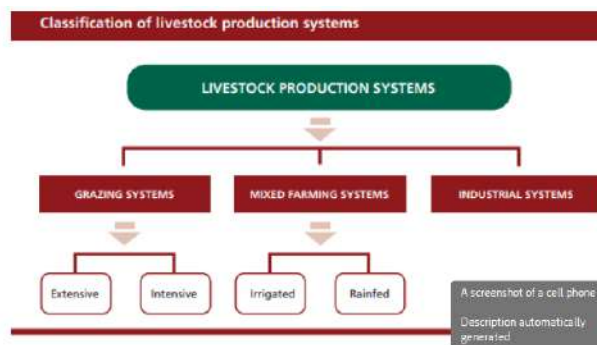 Classification of livestock production systems
LIVESTOCK PRODUCTION SYSTEMS
GRAZING SYSTEMS
MIXED FARMING SYSTEMS
INDUSTRIAL SYSTEMS
Extensive
Intensive
Irrigated
Rainfed
A screenshot of a cell phone
Description automatically
generated